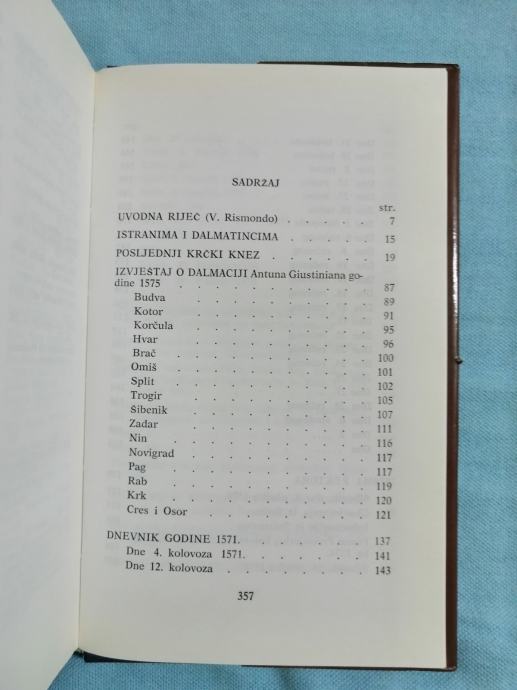 SADRŽAJ
str.
UVODNA RIJEČ (V. Rismondo) . . . . . 7
ISTRANIMA I DALMATINCIMA . . . . . 15
POSLJEDNJI KRČKI KNEZ . . . . . . 19
IZVJEŠTAJ O DALMACIJI Antuna Giustiniana go-
dine 1575 . . . . . . . . . . 87
Budva . . . . . . . . . 89
Kotor . . . . . . . . . 91
Korčula . . . . . . . . . 95
Hvar . . . . . . . . . 96
Brač . . . . . . . . . . 100
Omiš . . . . . . . . . . 101
Split . . . . . . . . . . 102
Trogir . . . . . . . . . 105
Šibenik . . . . . . . . . 107
Zadar . . . . . . . . . 111
Nin . . . . . . . . . . 116
Novigrad . . . . . . . . . 117
Pag . . . . . . . . . . 117
Rab . . . . . . . . . . 119
Krk . . . . . . . . . . 120
Cres i Osor . . . . . . . . 121
DNEVNIK GODINE 1571. . . . . . . . 137
Dne 4. kolovoza 1571. . . . . . . 141
Dne 12. kolovoza . . . . . . . 143
357